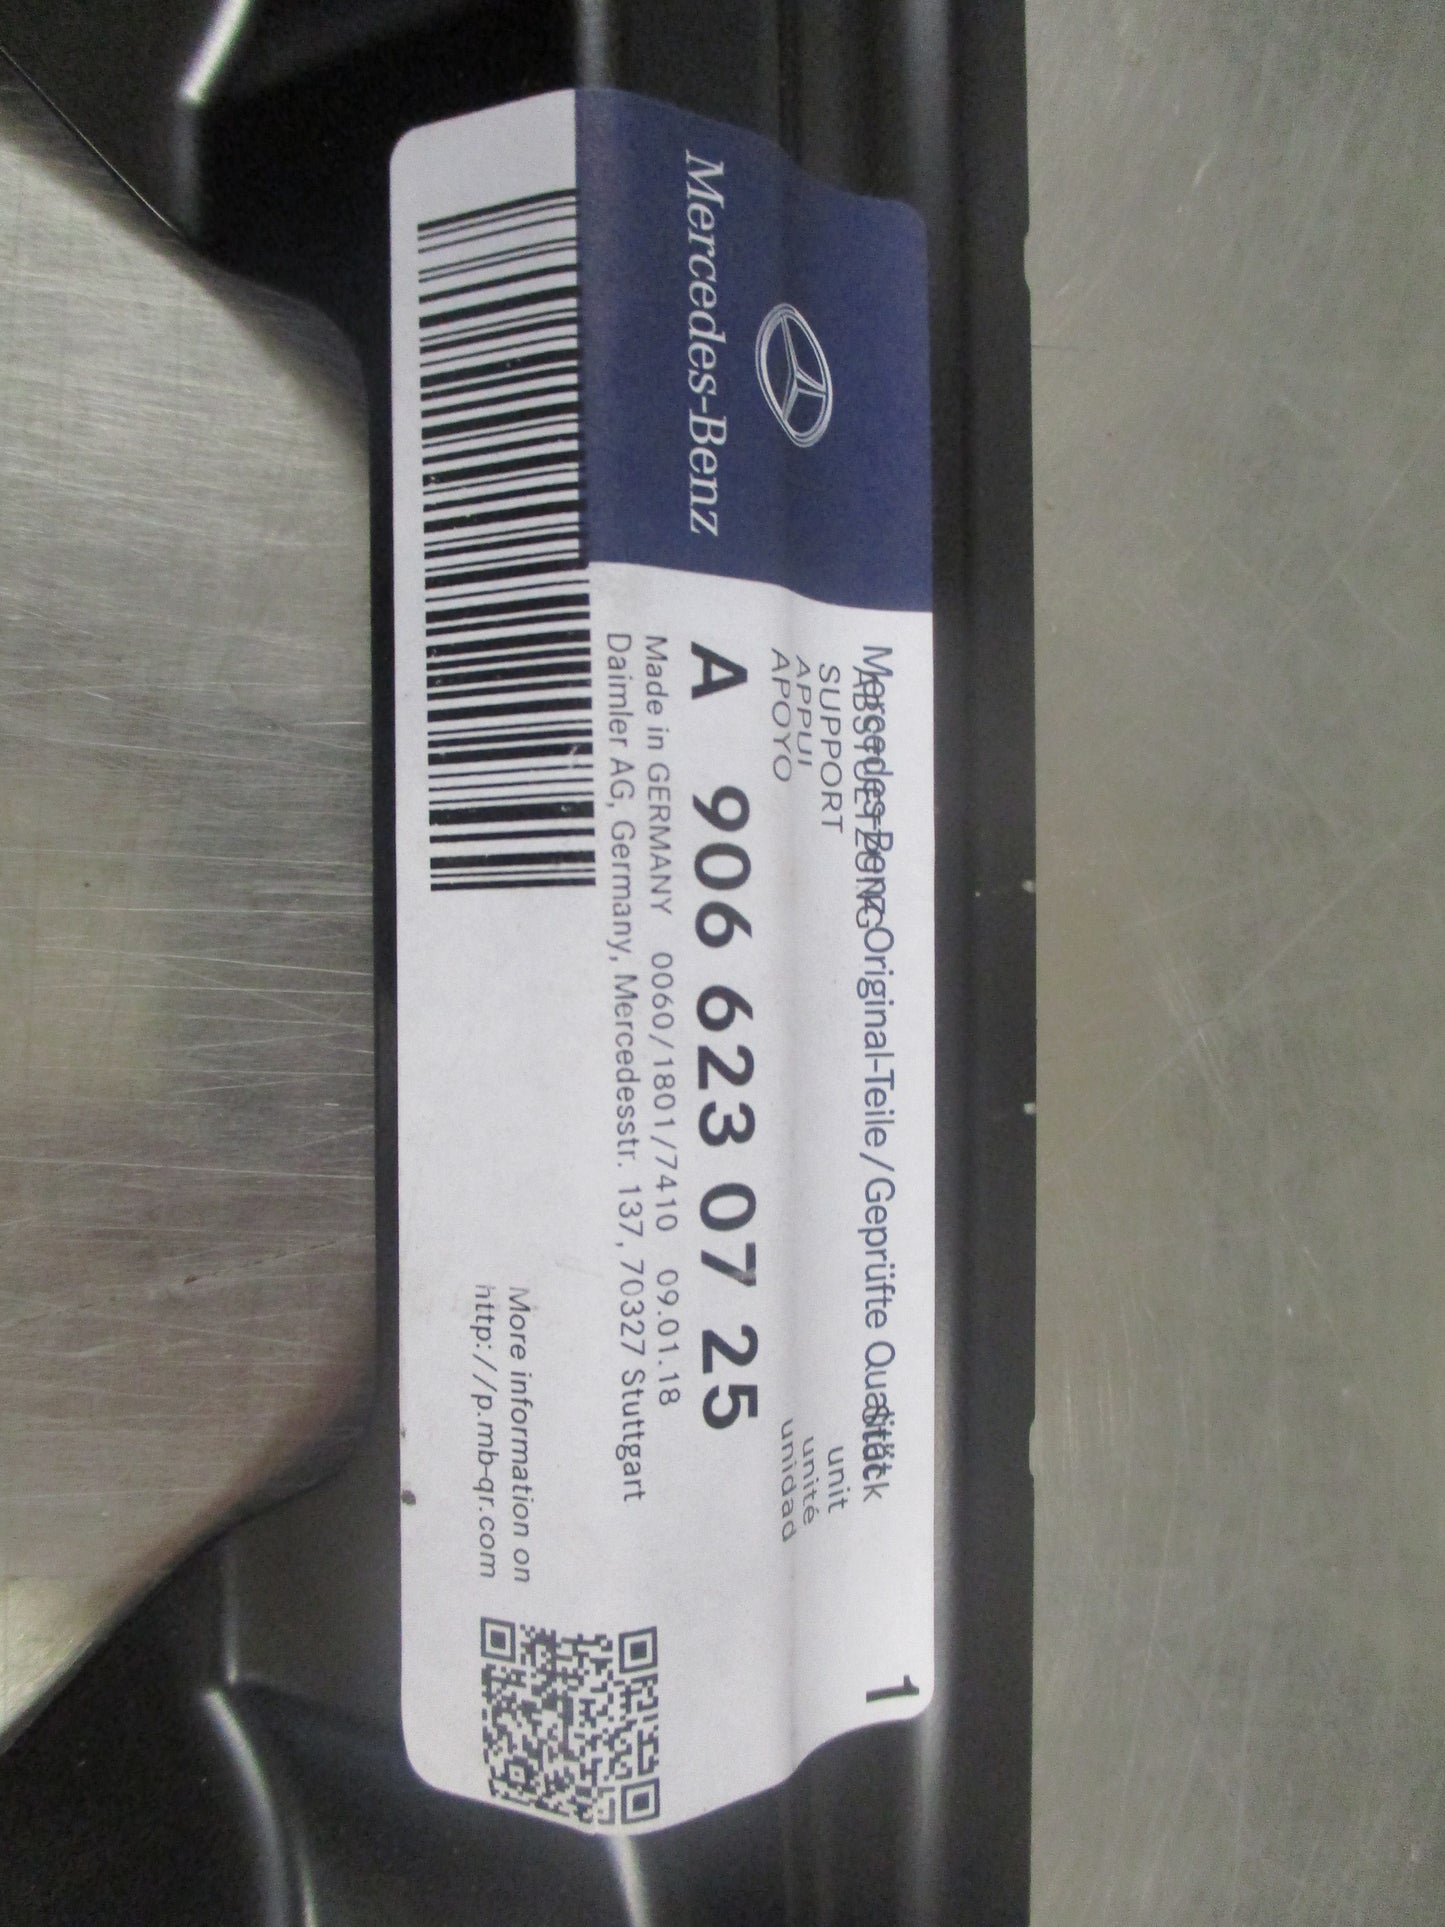 Mercedes-Benz
Mercedes-Benz Original-Teile/Geprüfte Qualität
ABSTUETZUNG
Stück
1
SUPPORT
unit
APPUI
unité
APOYO
unidad
A 906 623 07 25
Made in GERMANY 0060/1801/7410 09.01.18
Daimler AG, Germany, Mercedesstr. 137, 70327 Stuttgart
More information on
http://p.mb-qr.com